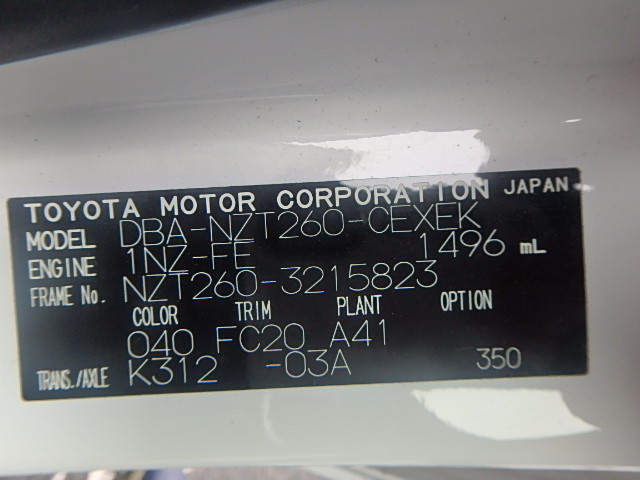 TOYOTA MOTOR CORPORATION JAPAN
MODEL DBA-NZT260-CEXEK
ENGINE 1NZ-FE 1496 mL
FRAME No. NZT260-3215823
COLOR TRIM PLANT OPTION
040 FC20 A41
TRANS./AXLE K312 -03A 350